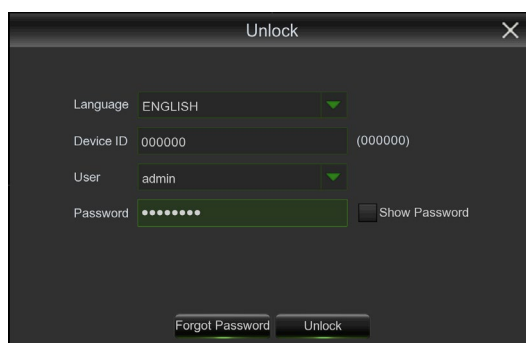 Unlock
Language ENGLISH
Device ID 000000 (000000)
User admin
Password •••••••• Show Password
Forgot Password Unlock